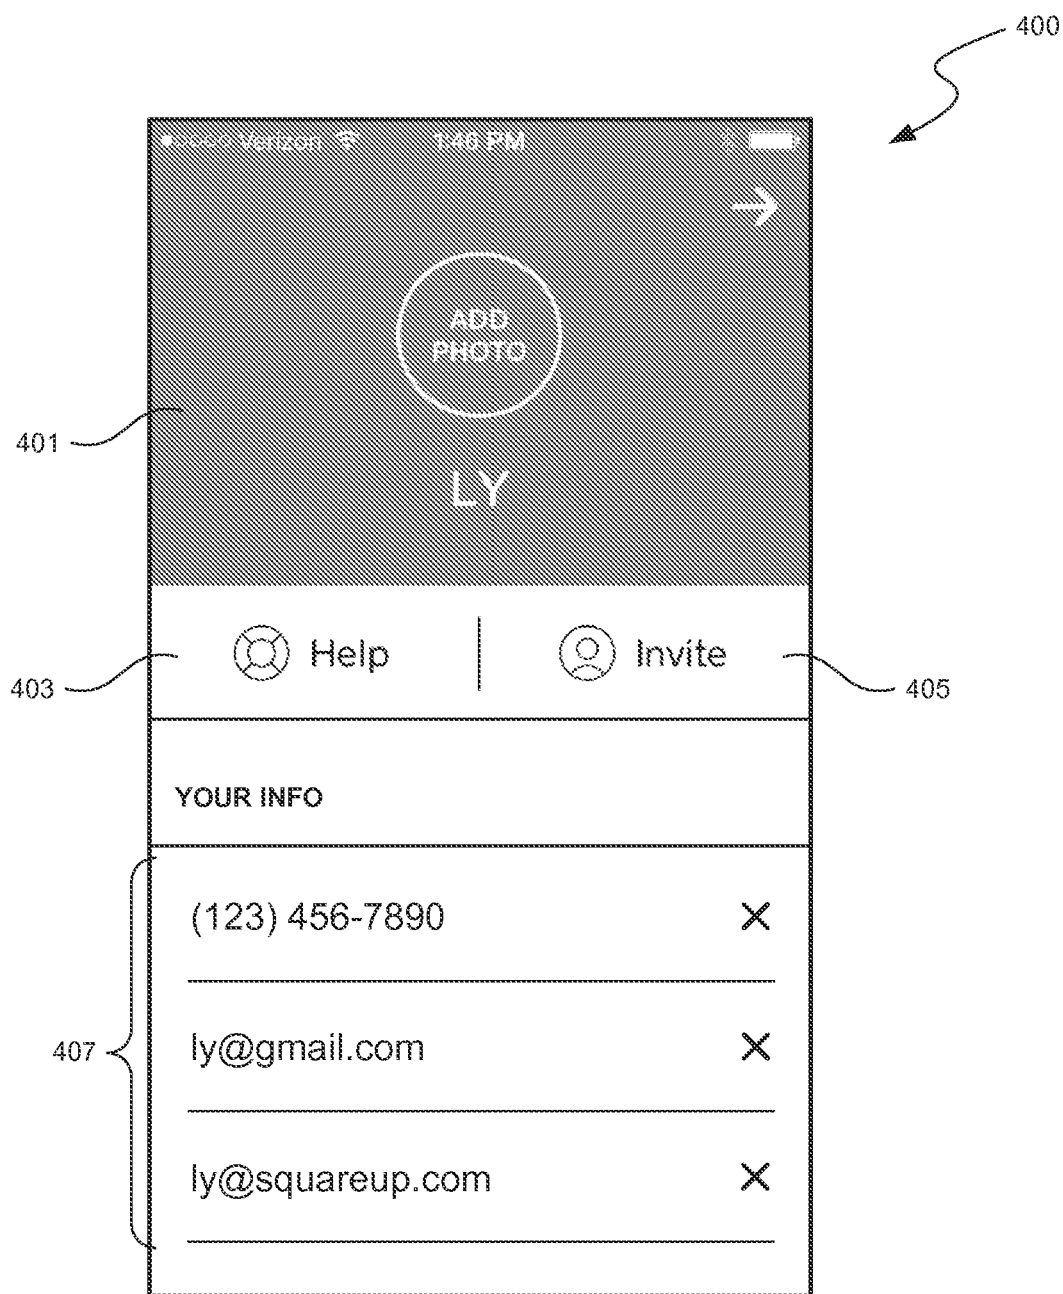 400
Verizon 1:46 PM
ADD
PHOTO
401
LY
Help Invite
403 405
YOUR INFO
(123) 456-7890
407 ly@gmail.com
ly@squareup.com